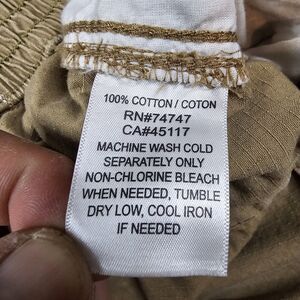 100% COTTON / COTON
RN#74747
CA#45117
MACHINE WASH COLD
SEPARATELY ONLY
NON-CHLORINE BLEACH
WHEN NEEDED, TUMBLE
DRY LOW, COOL IRON
IF NEEDED